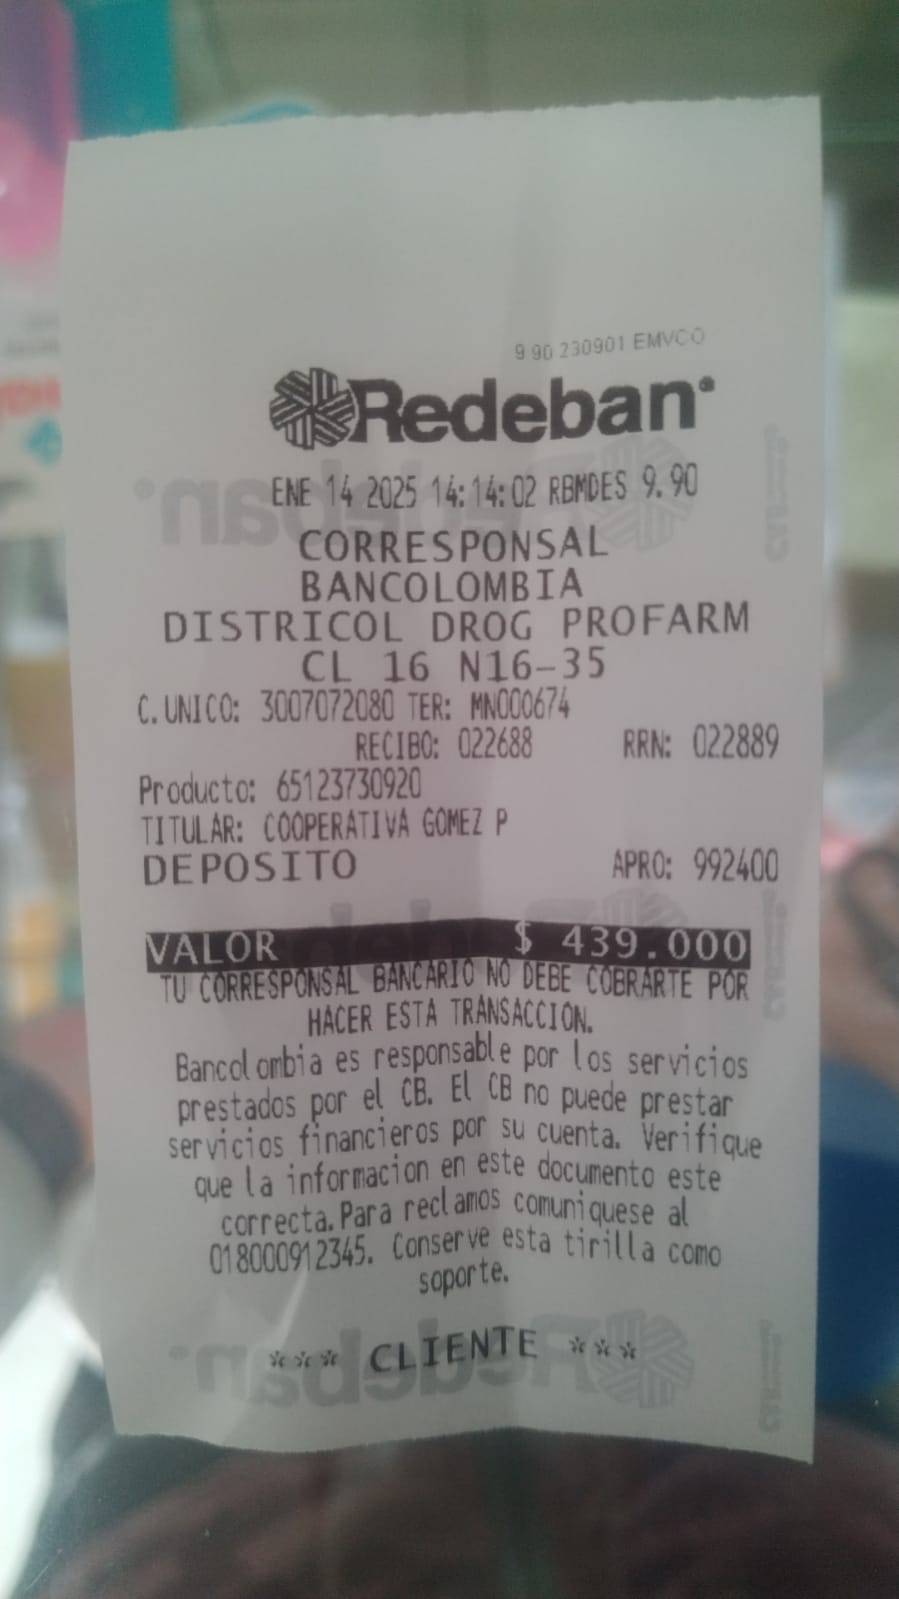 9.90 230901 EMVCO
Redeban
ENE 14 2025 14:14:02 RBMDES 9.90
CORRESPONSAL
BANCOLOMBIA
DISTRICOL DROG PROFARM
CL 16 N16-35
C.UNICO: 3007072080 TER: MN000674
RECIBO: 022688 RRN: 022889
Producto: 65123730920
TITULAR: COOPERATIVA GOMEZ P
DEPOSITO APRO: 992400
VALOR $ 439.000
TU CORRESPONSAL BANCARIO NO DEBE COBRARTE POR
HACER ESTA TRANSACCION.
Bancolombia es responsable por los servicios
prestados por el CB. El CB no puede prestar
servicios financieros por su cuenta. Verifique
que la informacion en este documento este
correcta.Para reclamos comuniquese al
018000912345. Conserve esta tirilla como
soporte.
*** CLIENTE ***